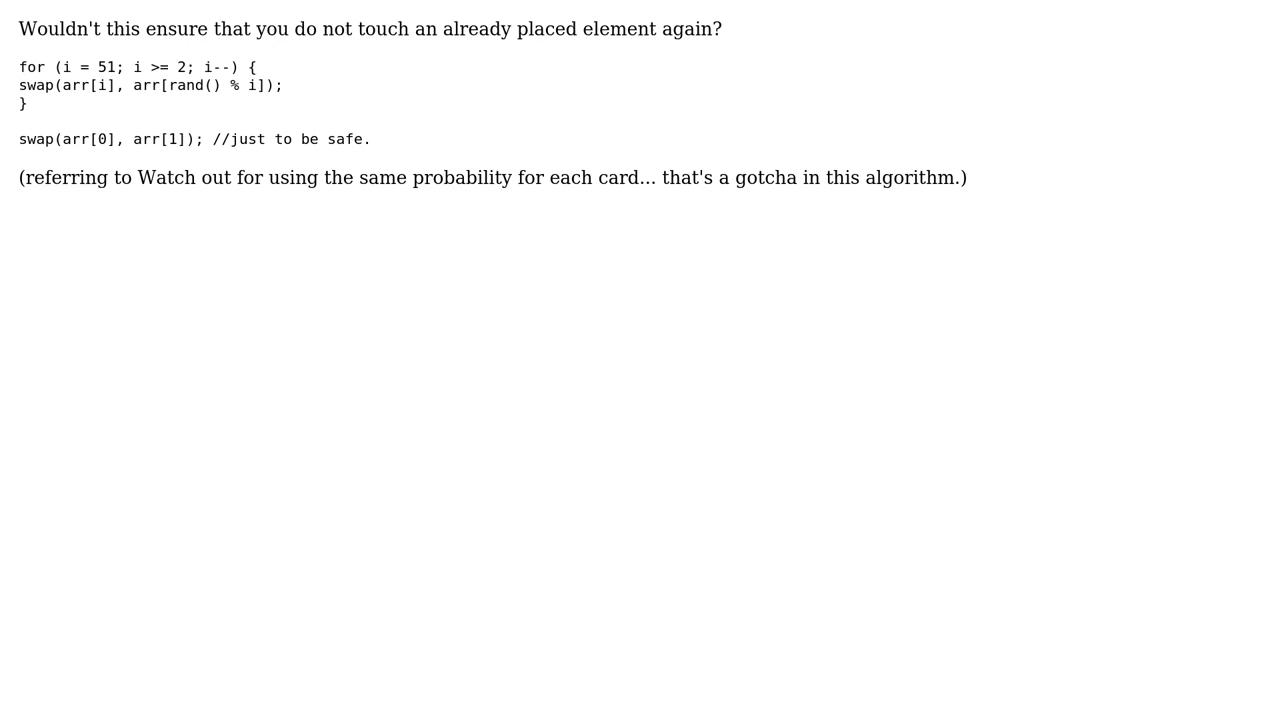 Wouldn't this ensure that you do not touch an already placed element again?
for (i = 51; i >= 2; i--) {
swap(arr[i], arr[rand() % i]);
}
swap(arr[0], arr[1]); //just to be safe.
(referring to Watch out for using the same probability for each card... that's a gotcha in this algorithm.)